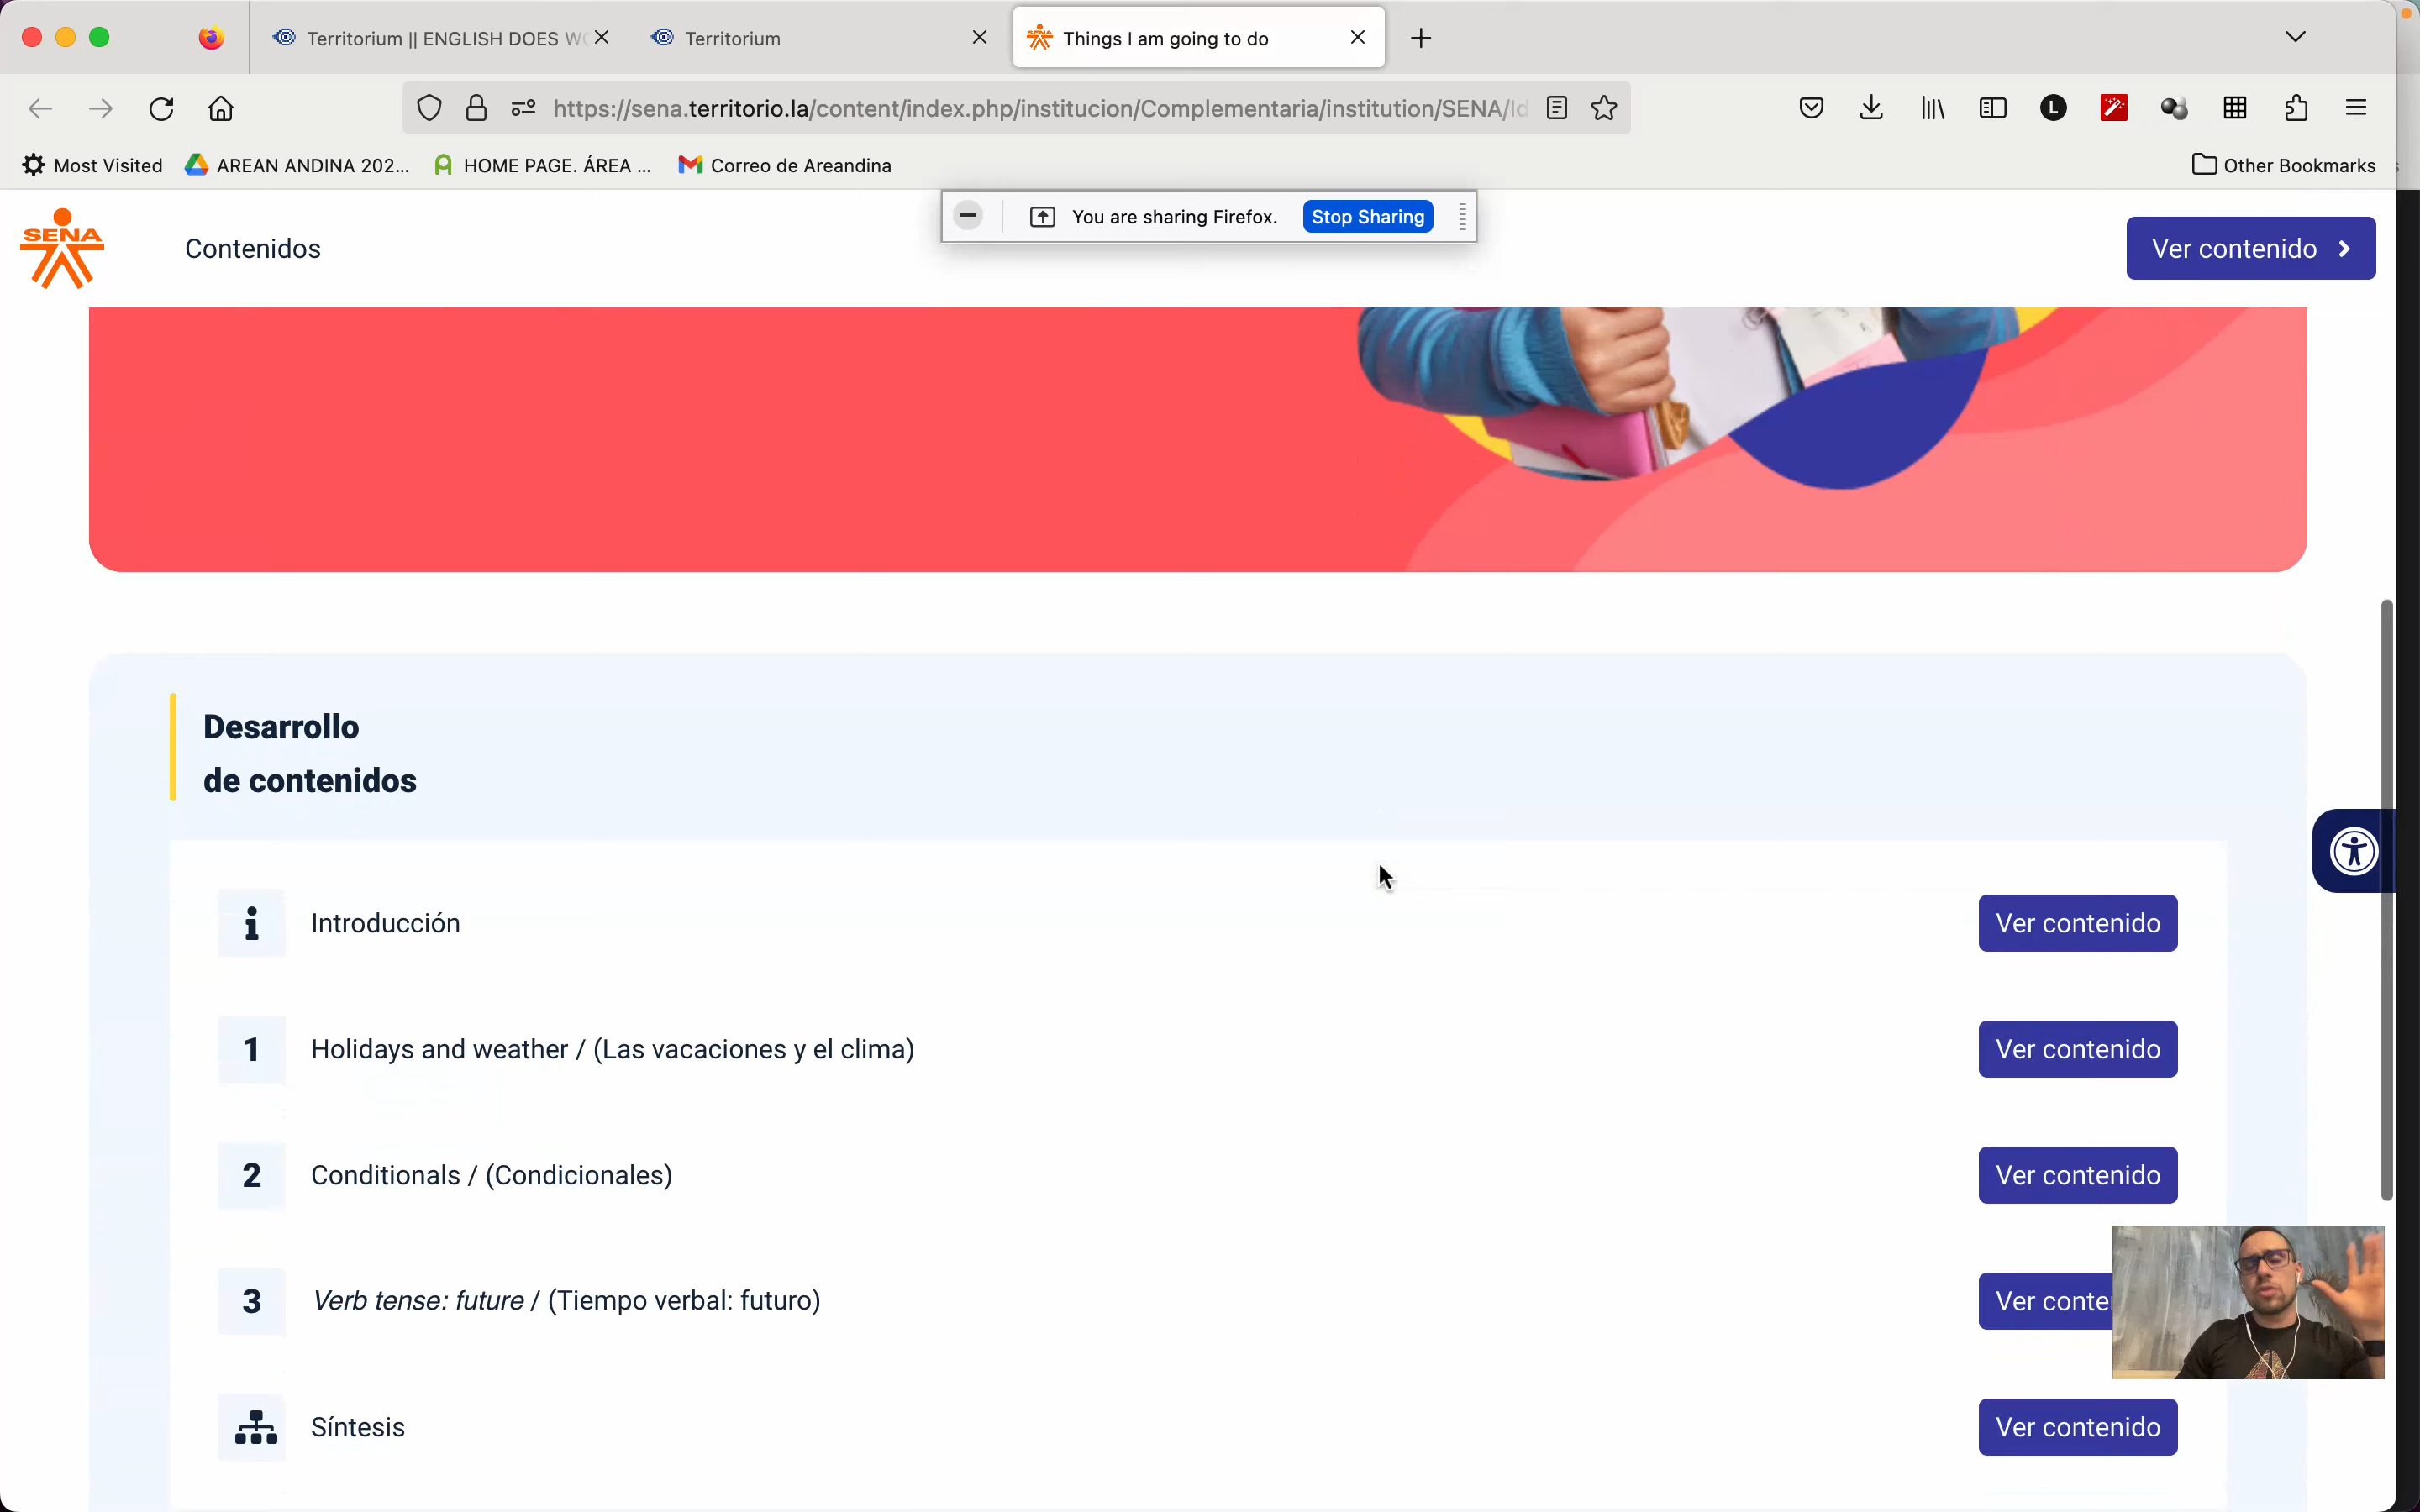 Territorium || ENGLISH DOES WO
Territorium
Things I am going to do
https://sena.territorio.la/content/index.php/institucion/Complementaria/institution/SENA/Id
L
Most Visited
AREAN ANDINA 202...
HOME PAGE. ÁREA ...
Correo de Areandina
Other Bookmarks
You are sharing Firefox.
Stop Sharing
SENA
Contenidos
Ver contenido
Desarrollo
de contenidos
Introducción
Ver contenido
1
Holidays and weather / (Las vacaciones y el clima)
Ver contenido
2
Conditionals / (Condicionales)
Ver contenido
3
Verb tense: future / (Tiempo verbal: futuro)
Ver conte
Síntesis
Ver contenido